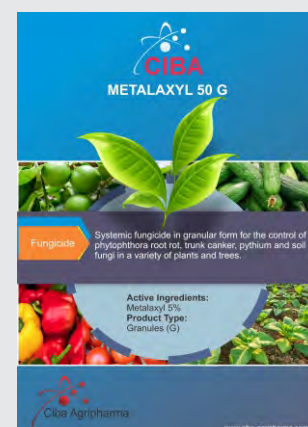 CIBA
METALAXYL 50 G
Fungicide
Systemic fungicide in granular form for the control of
phytophthora root rot, trunk canker, pythium and soil
fungi in a variety of plants and trees.
Active Ingredients:
Metalaxyl 5%
Product Type:
Granules (G)
Ciba Agripharma